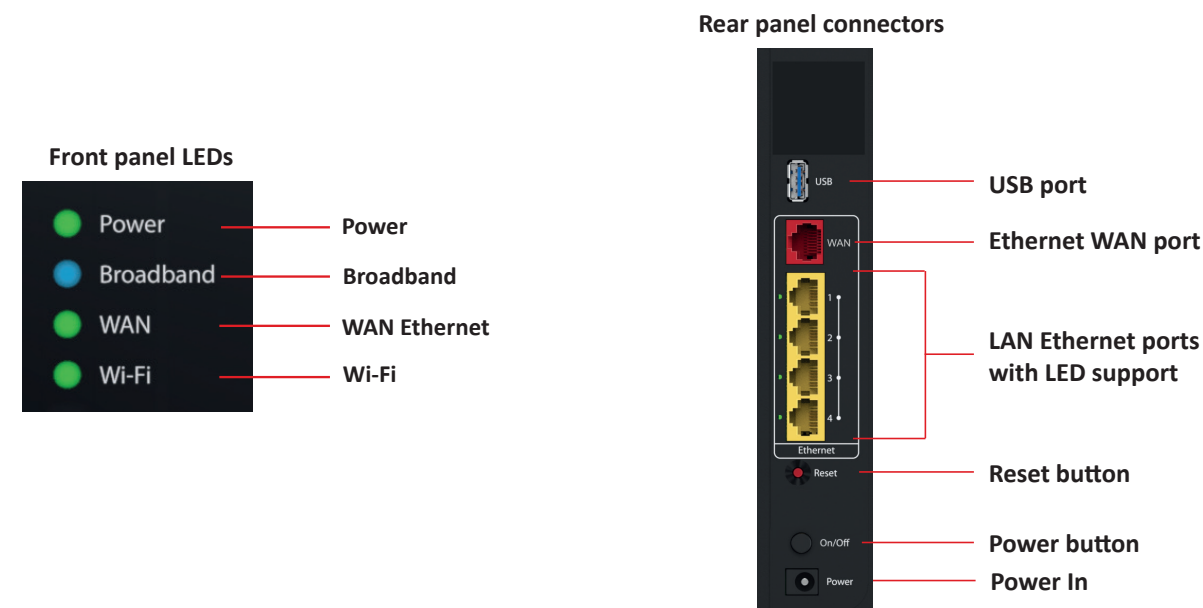 Front panel LEDs
Power
Power
Broadband
Broadband
WAN
WAN Ethernet
Wi-Fi
Wi-Fi
Rear panel connectors
USB
USB port
WAN
Ethernet WAN port
1
2
3
4
LAN Ethernet ports
with LED support
Ethernet
Reset
Reset button
On/Off
Power button
Power
Power In